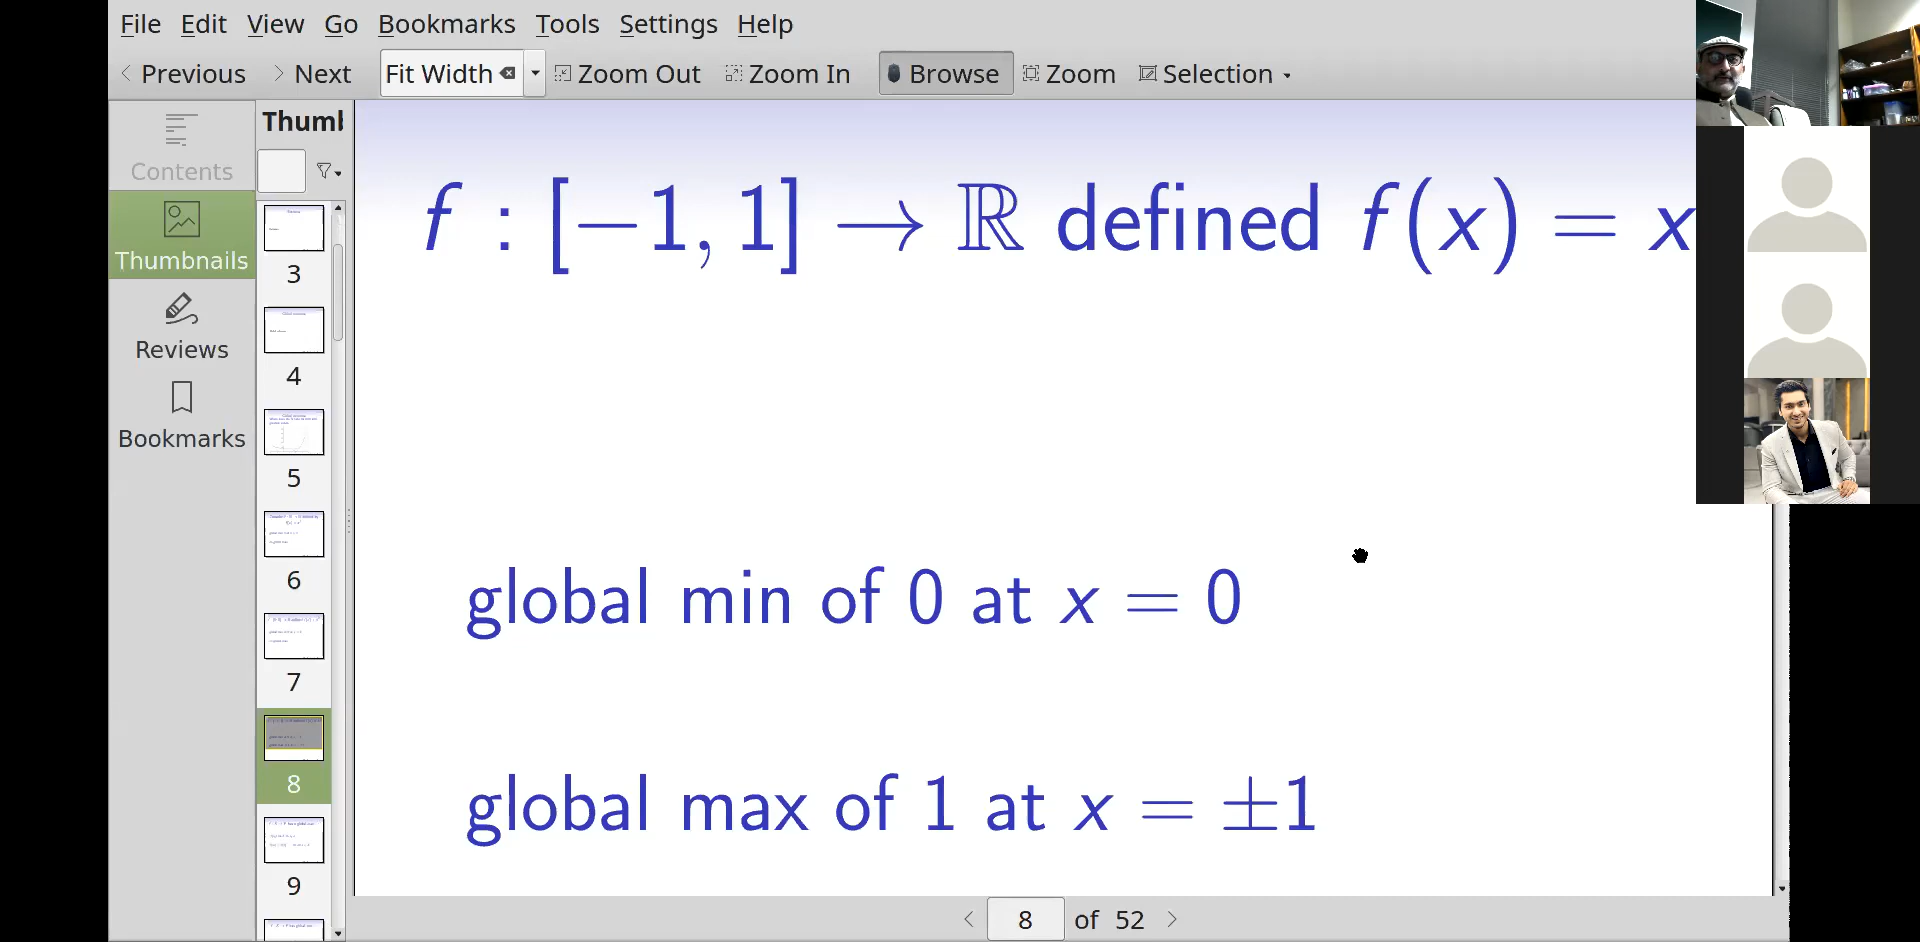 File Edit View Go Bookmarks Tools Settings Help
< Previous > Next Fit Width Zoom Out Zoom In Browse Zoom Selection
Contents
Thumbnails
Reviews
Bookmarks
Thuml
3
4
5
6
7
8
9
f : [−1, 1] → ℝ defined f(x) = x
global min of 0 at x = 0
global max of 1 at x = ±1
< 8 of 52 >